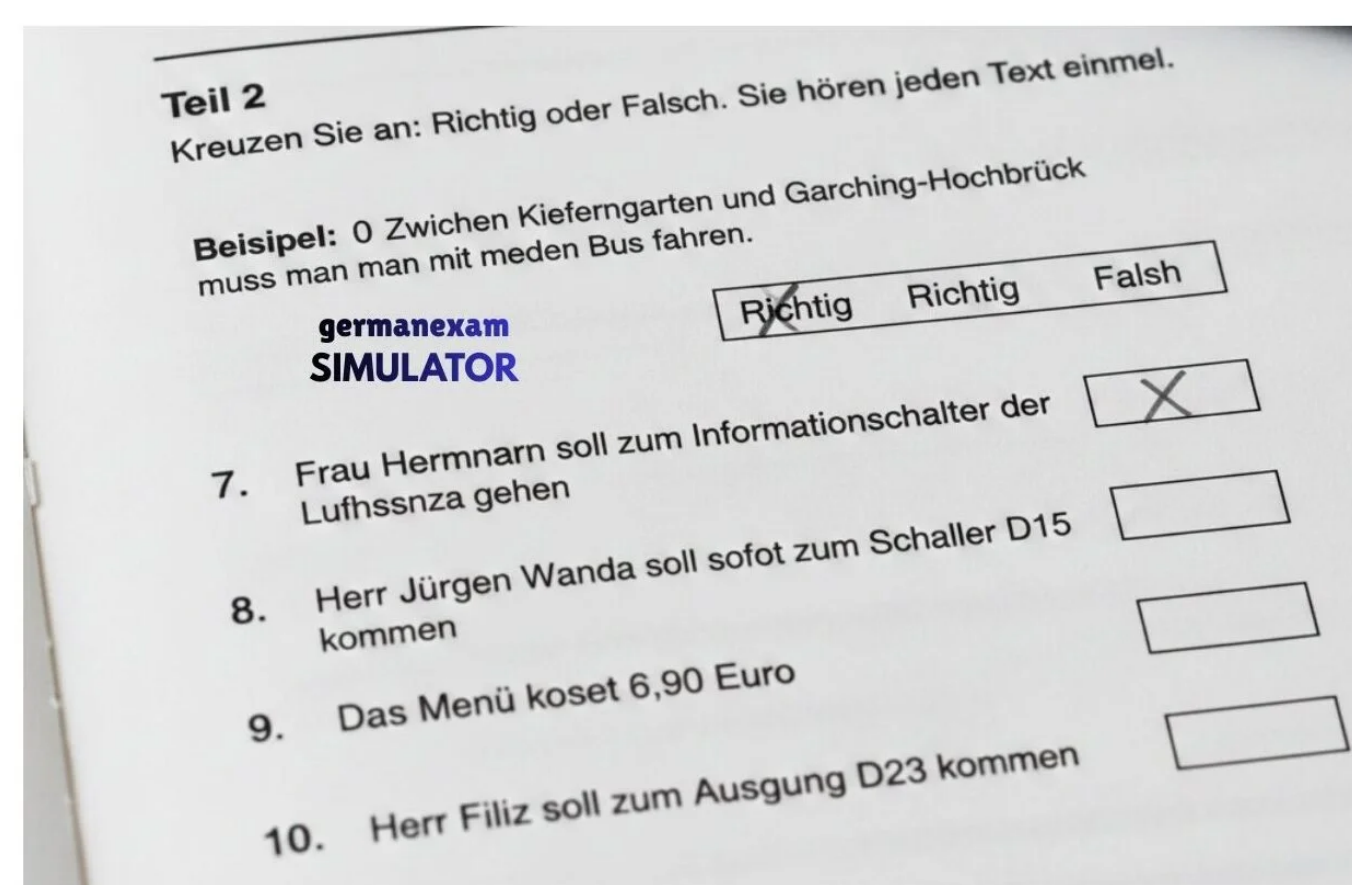 Teil 2
Kreuzen Sie an: Richtig oder Falsch. Sie hören jeden Text einmel.
Beisipel: 0 Zwichen Kieferngarten und Garching-Hochbrück
muss man man mit meden Bus fahren.
Richtig Richtig Falsh
germanexam
SIMULATOR
7. Frau Hermnarn soll zum Informationschalter der
Lufhssnza gehen
8. Herr Jürgen Wanda soll sofot zum Schaller D15
kommen
9. Das Menü koset 6,90 Euro
10. Herr Filiz soll zum Ausgung D23 kommen